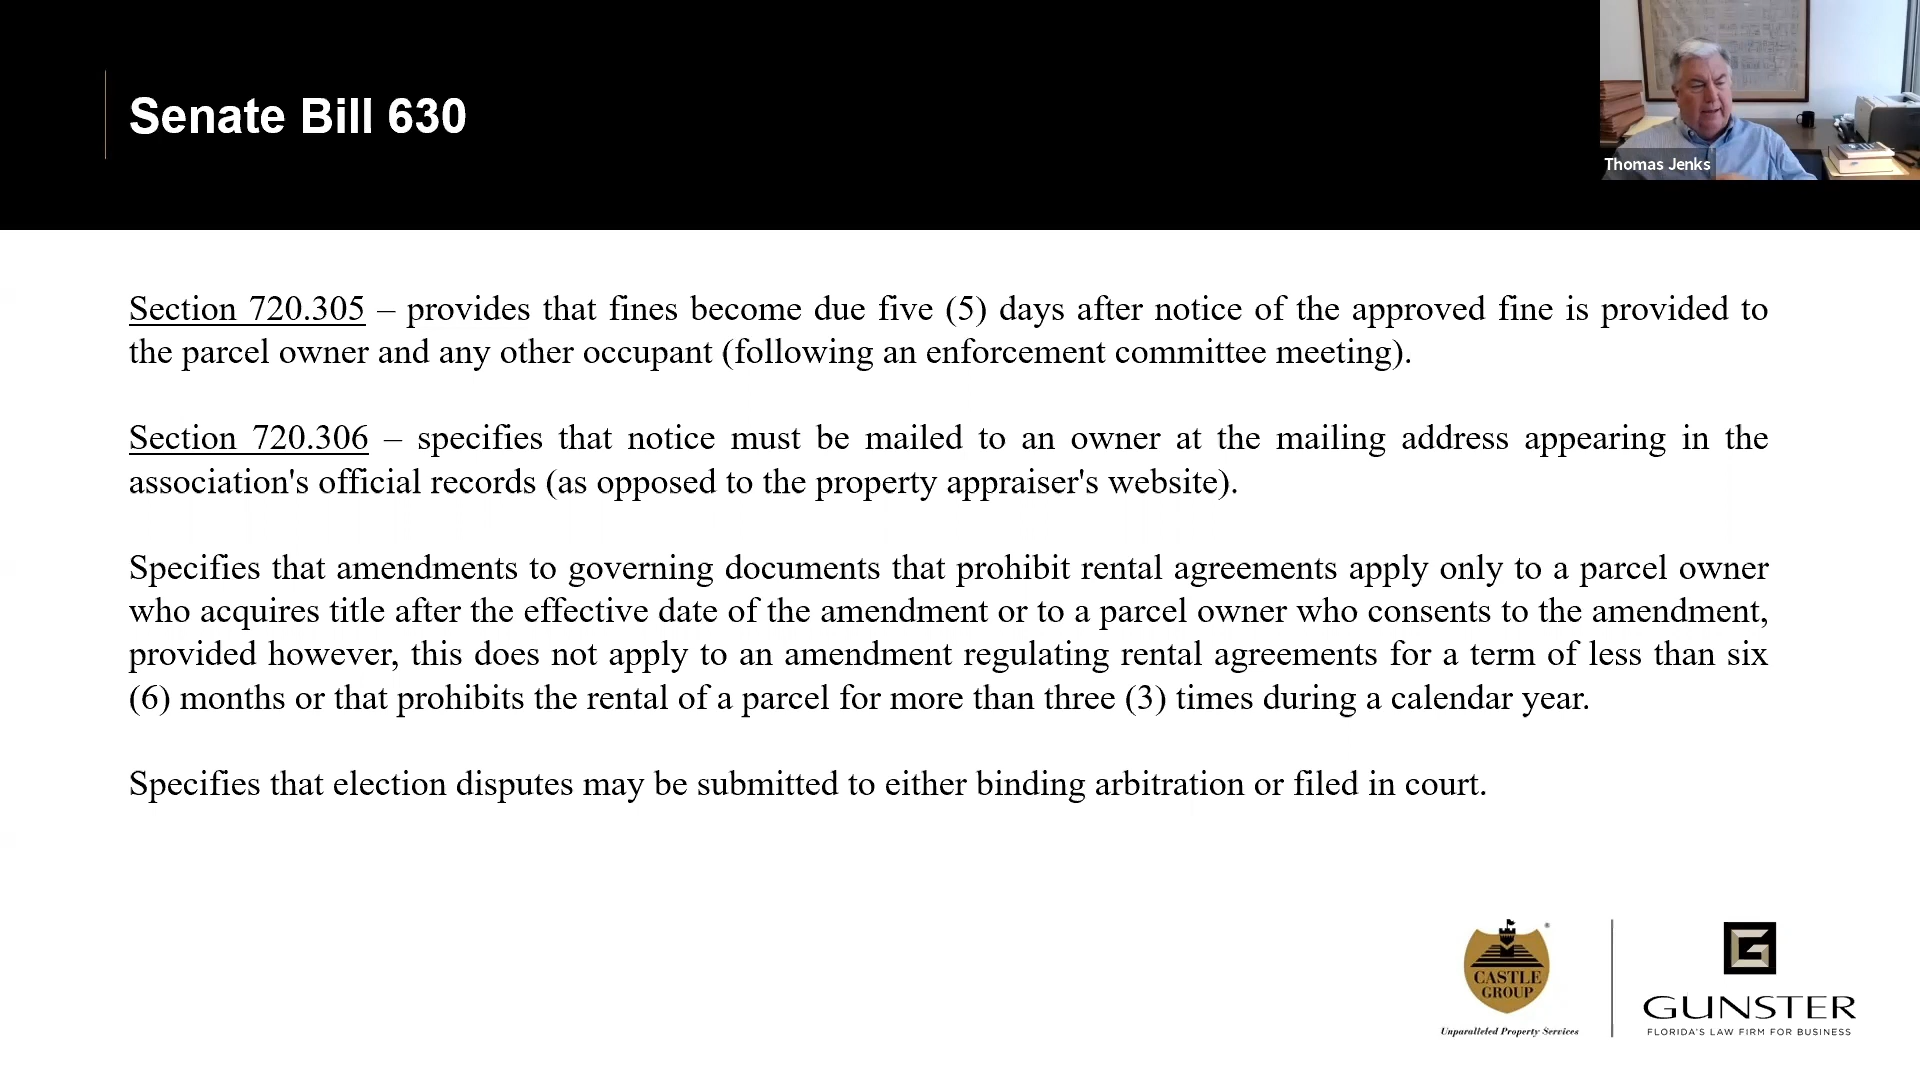 Senate Bill 630
Thomas Jenks
Section 720.305 – provides that fines become due five (5) days after notice of the approved fine is provided to
the parcel owner and any other occupant (following an enforcement committee meeting).
Section 720.306 – specifies that notice must be mailed to an owner at the mailing address appearing in the
association's official records (as opposed to the property appraiser's website).
Specifies that amendments to governing documents that prohibit rental agreements apply only to a parcel owner
who acquires title after the effective date of the amendment or to a parcel owner who consents to the amendment,
provided however, this does not apply to an amendment regulating rental agreements for a term of less than six
(6) months or that prohibits the rental of a parcel for more than three (3) times during a calendar year.
Specifies that election disputes may be submitted to either binding arbitration or filed in court.
CASTLE
GROUP
®
Unparalleled Property Services
G
GUNSTER
FLORIDA'S LAW FIRM FOR BUSINESS